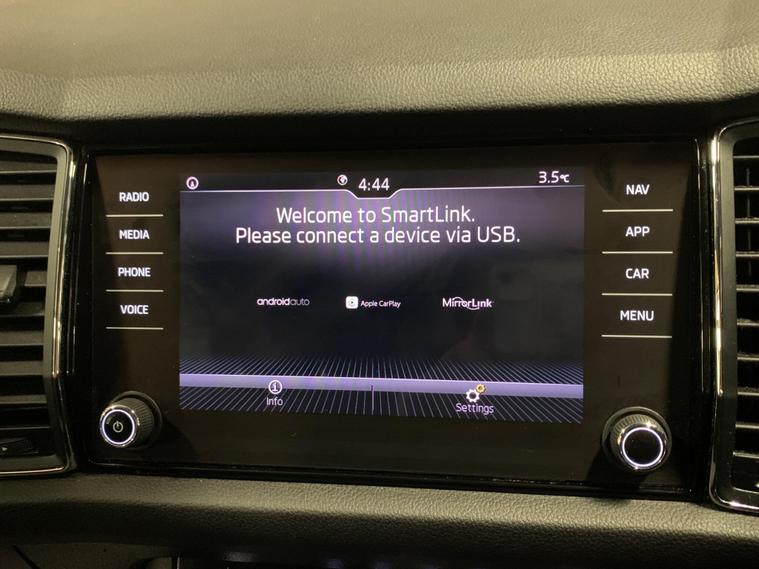 4:44
3.5°C
Welcome to SmartLink.
Please connect a device via USB.
androidauto
Apple CarPlay
MirrorLink
Info
Settings
RADIO
MEDIA
PHONE
VOICE
NAV
APP
CAR
MENU